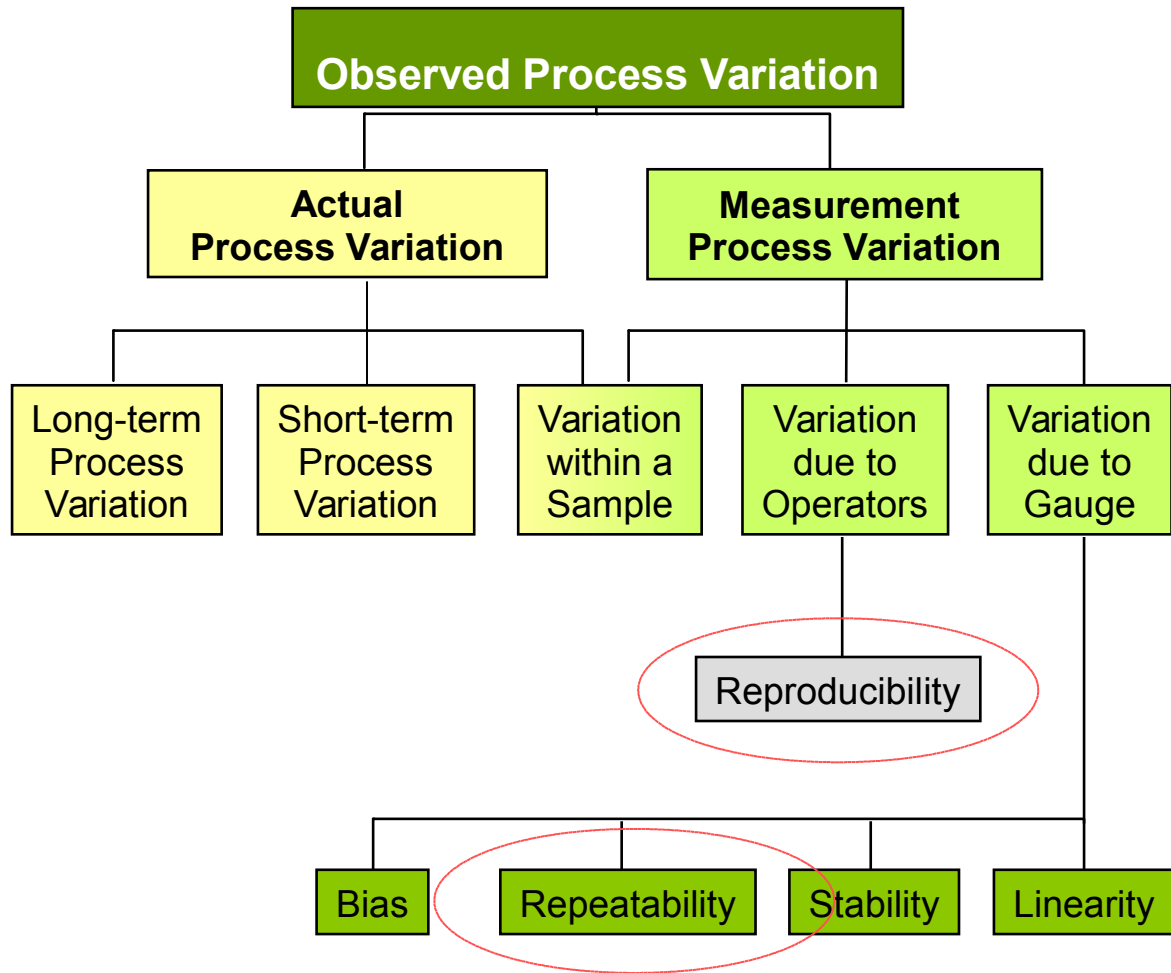 Observed Process Variation
Actual
Process Variation
Measurement
Process Variation
Long-term
Process
Variation
Short-term
Process
Variation
Variation
within a
Sample
Variation
due to
Operators
Variation
due to
Gauge
Reproducibility
Bias
Repeatability
Stability
Linearity